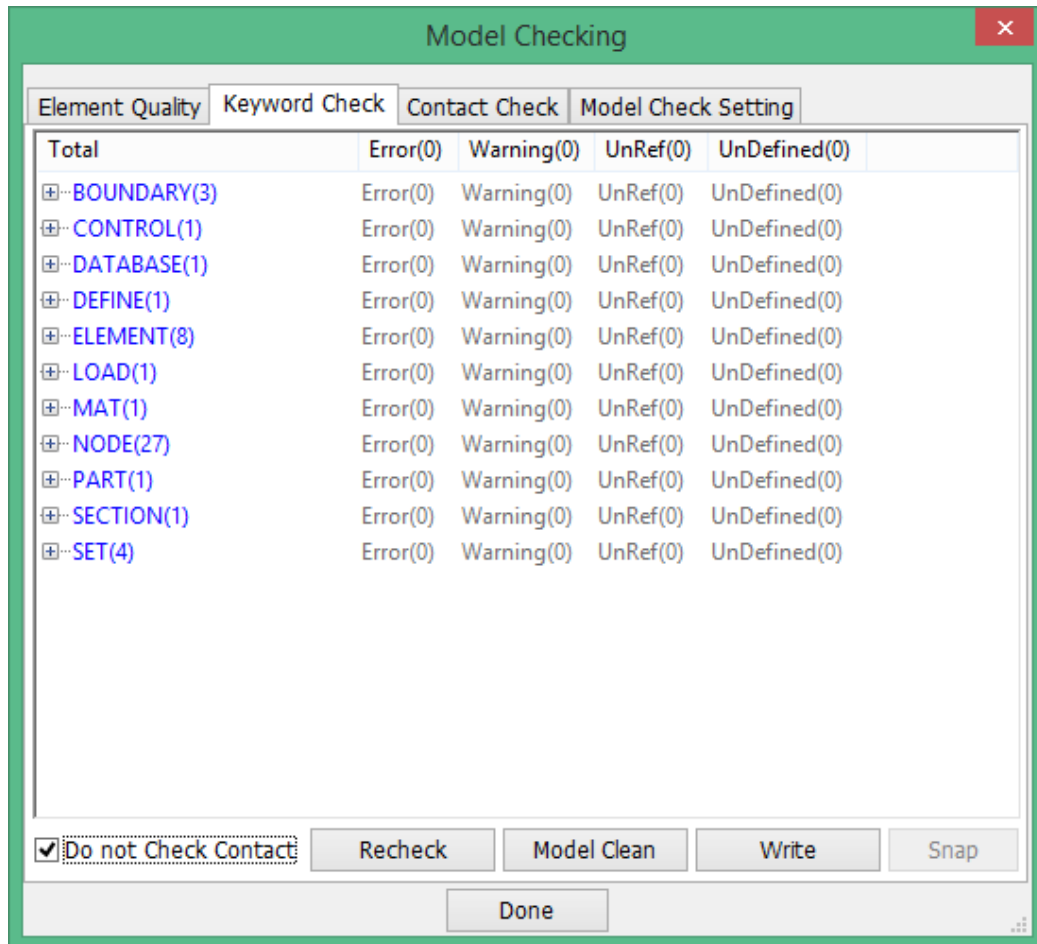 Model Checking
Element Quality Keyword Check Contact Check Model Check Setting
Total Error(0) Warning(0) UnRef(0) UnDefined(0)
BOUNDARY(3) Error(0) Warning(0) UnRef(0) UnDefined(0)
CONTROL(1) Error(0) Warning(0) UnRef(0) UnDefined(0)
DATABASE(1) Error(0) Warning(0) UnRef(0) UnDefined(0)
DEFINE(1) Error(0) Warning(0) UnRef(0) UnDefined(0)
ELEMENT(8) Error(0) Warning(0) UnRef(0) UnDefined(0)
LOAD(1) Error(0) Warning(0) UnRef(0) UnDefined(0)
MAT(1) Error(0) Warning(0) UnRef(0) UnDefined(0)
NODE(27) Error(0) Warning(0) UnRef(0) UnDefined(0)
PART(1) Error(0) Warning(0) UnRef(0) UnDefined(0)
SECTION(1) Error(0) Warning(0) UnRef(0) UnDefined(0)
SET(4) Error(0) Warning(0) UnRef(0) UnDefined(0)
Do not Check Contact Recheck Model Clean Write Snap
Done